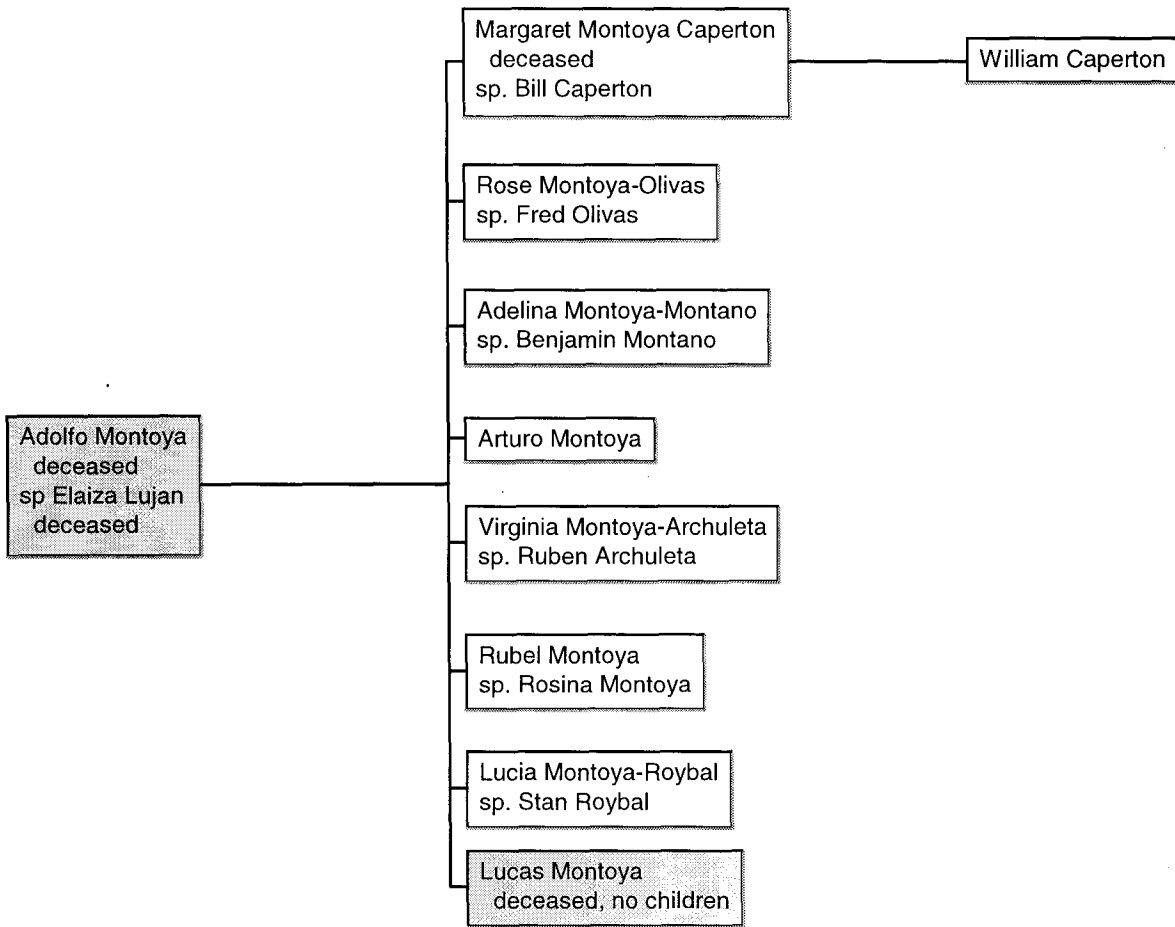 Margaret Montoya Caperton
deceased
sp. Bill Caperton
William Caperton
Rose Montoya-Olivas
sp. Fred Olivas
Adelina Montoya-Montano
sp. Benjamin Montano
Adolfo Montoya
deceased
sp Elaiza Lujan
deceased
Arturo Montoya
Virginia Montoya-Archuleta
sp. Ruben Archuleta
Rubel Montoya
sp. Rosina Montoya
Lucia Montoya-Roybal
sp. Stan Roybal
Lucas Montoya
deceased, no children